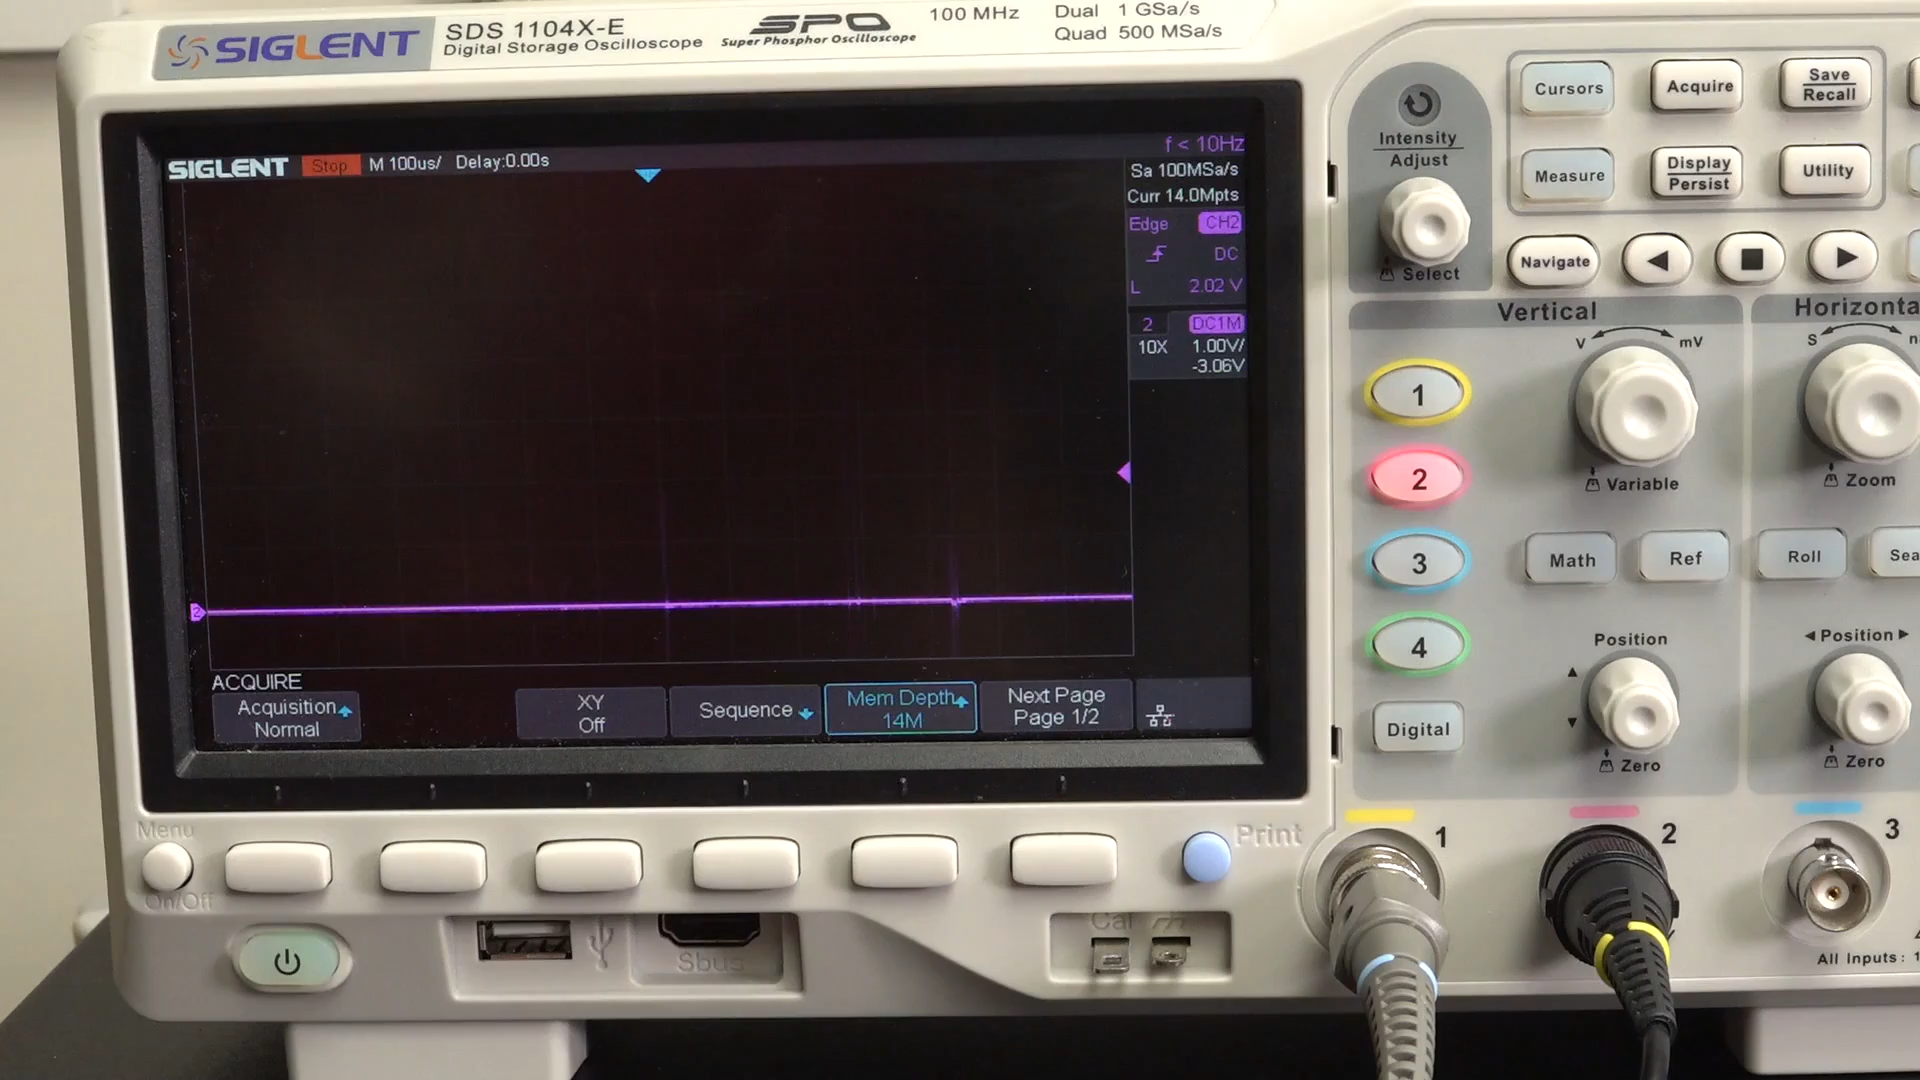 SIGLENT
SDS 1104X-E
Digital Storage Oscilloscope
SPO
Super Phosphor Oscilloscope
100 MHz
Dual 1 GSa/s
Quad 500 MSa/s
SIGLENT Stop M 100us/ Delay:0.00s
f < 10Hz
Sa 100MSa/s
Curr 14.0Mpts
Edge CH2
DC
L 2.02 V
2 DC1M
10X 1.00V/
-3.06V
2
ACQUIRE
Acquisition
Normal
XY
Off
Sequence
Mem Depth
14M
Next Page
Page 1/2
Menu
On/Off
Print
Sbus
Cal
Intensity
Adjust
Select
Cursors
Acquire
Save
Recall
Measure
Display
Persist
Utility
Navigate
Vertical
V mV
Variable
1
2
3
4
Math
Ref
Digital
Position
Zero
Horizonta
S n
Zoom
Roll
Sea
Position
Zero
1
2
3
All Inputs: 1